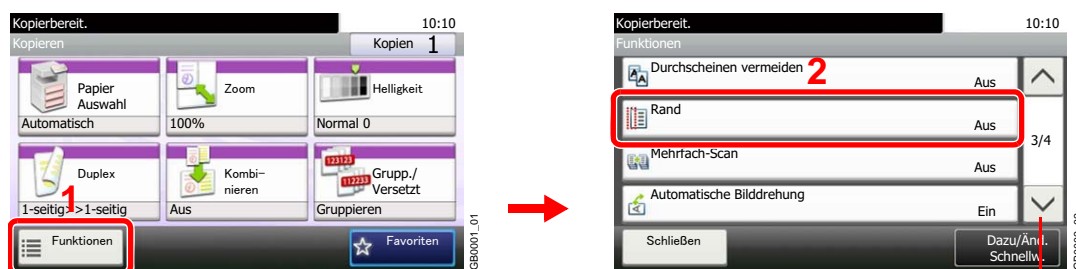 Kopierbereit. 10:10
Kopieren Kopien 1
Papier
Auswahl
Automatisch
Zoom
100%
Helligkeit
Normal 0
Duplex
1-seitig>>1-seitig
Kombi-
nieren
Aus
123123
112233
Grupp./
Versetzt
Gruppieren
1
Funktionen
Favoriten
GB0001_01
Kopierbereit. 10:10
Funktionen
Durchscheinen vermeiden 2
Aus
Rand
Aus
3/4
Mehrfach-Scan
Aus
Automatische Bilddrehung
Ein
Schließen
Dazu/Änd.
Schnellw.